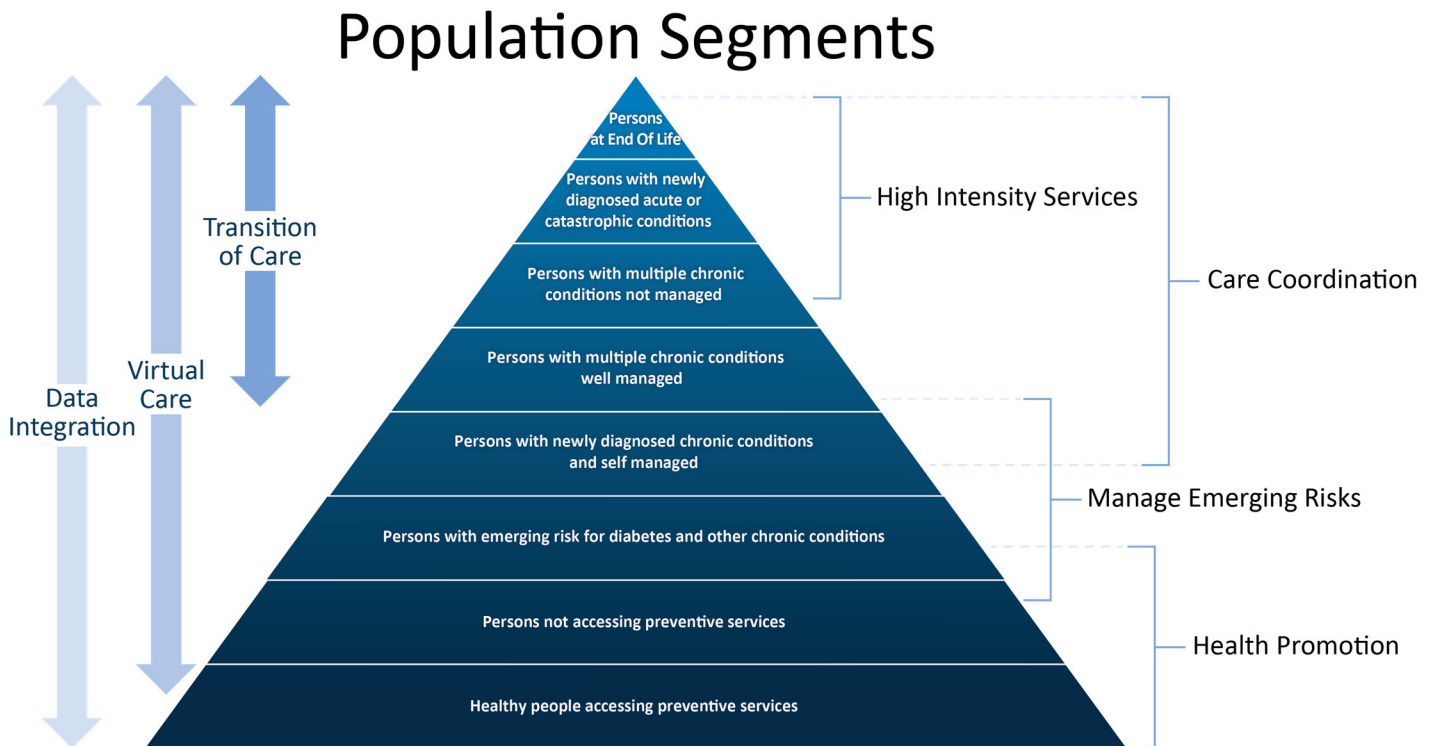 Population Segments
Data
Integration
Virtual
Care
Transition
of Care
Persons
at End Of Life
Persons with newly
diagnosed acute or
catastrophic conditions
Persons with multiple chronic
conditions not managed
Persons with multiple chronic conditions
well managed
Persons with newly diagnosed chronic conditions
and self managed
Persons with emerging risk for diabetes and other chronic conditions
Persons not accessing preventive services
Healthy people accessing preventive services
High Intensity Services
Care Coordination
Manage Emerging Risks
Health Promotion